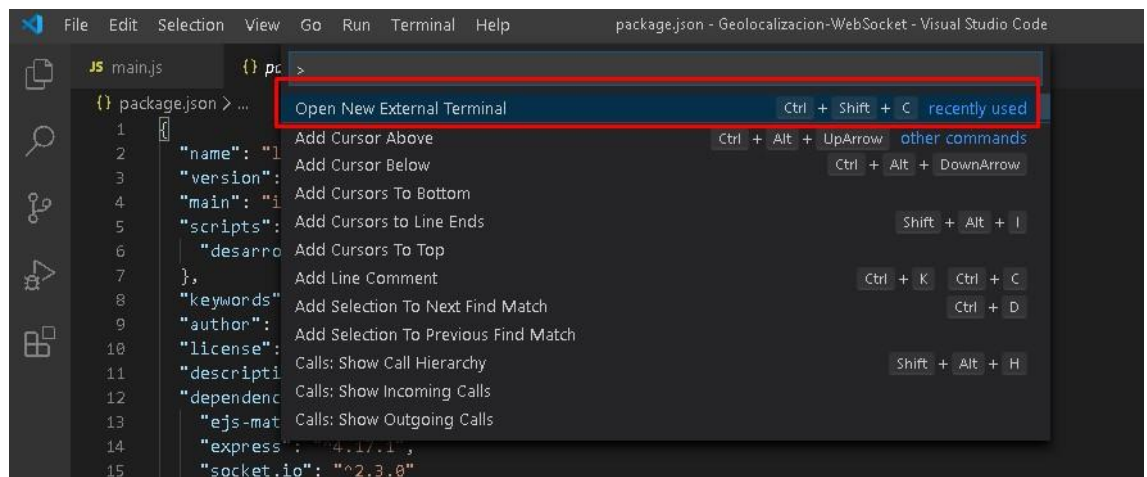 File Edit Selection View Go Run Terminal Help package.json - Geolocalizacion-WebSocket - Visual Studio Code
JS main.js {} pc >
{} package.json > ...
Open New External Terminal Ctrl + Shift + C recently used
1 {
Add Cursor Above Ctrl + Alt + UpArrow other commands
2 "name": "l
Add Cursor Below Ctrl + Alt + DownArrow
3 "version":
Add Cursors To Bottom
4 "main": "i
Add Cursors to Line Ends Shift + Alt + I
5 "scripts":
Add Cursors To Top
6 "desarro
Add Line Comment Ctrl + K Ctrl + C
7 },
Add Selection To Next Find Match Ctrl + D
8 "keywords"
Add Selection To Previous Find Match
9 "author":
10 "license":
Calls: Show Call Hierarchy Shift + Alt + H
11 "descripti
Calls: Show Incoming Calls
12 "dependenc
Calls: Show Outgoing Calls
13 "ejs-mat
14 "express": "^4.17.1",
15 "socket.io": "^2.3.0"